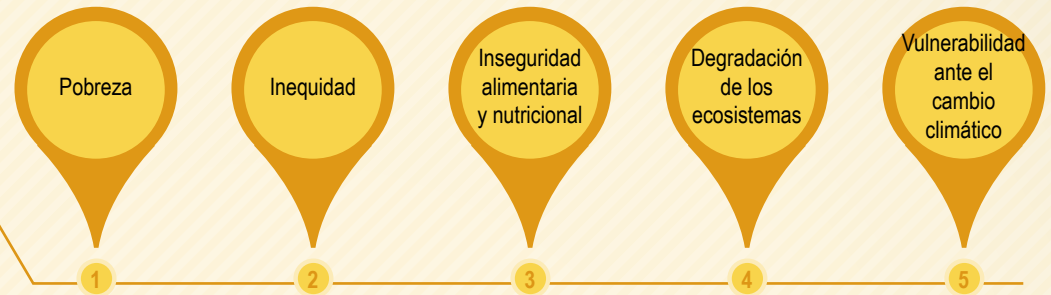 Pobreza
Inequidad
Inseguridad
alimentaria
y nutricional
Degradación
de los
ecosistemas
Vulnerabilidad
ante el
cambio
climático
1
2
3
4
5